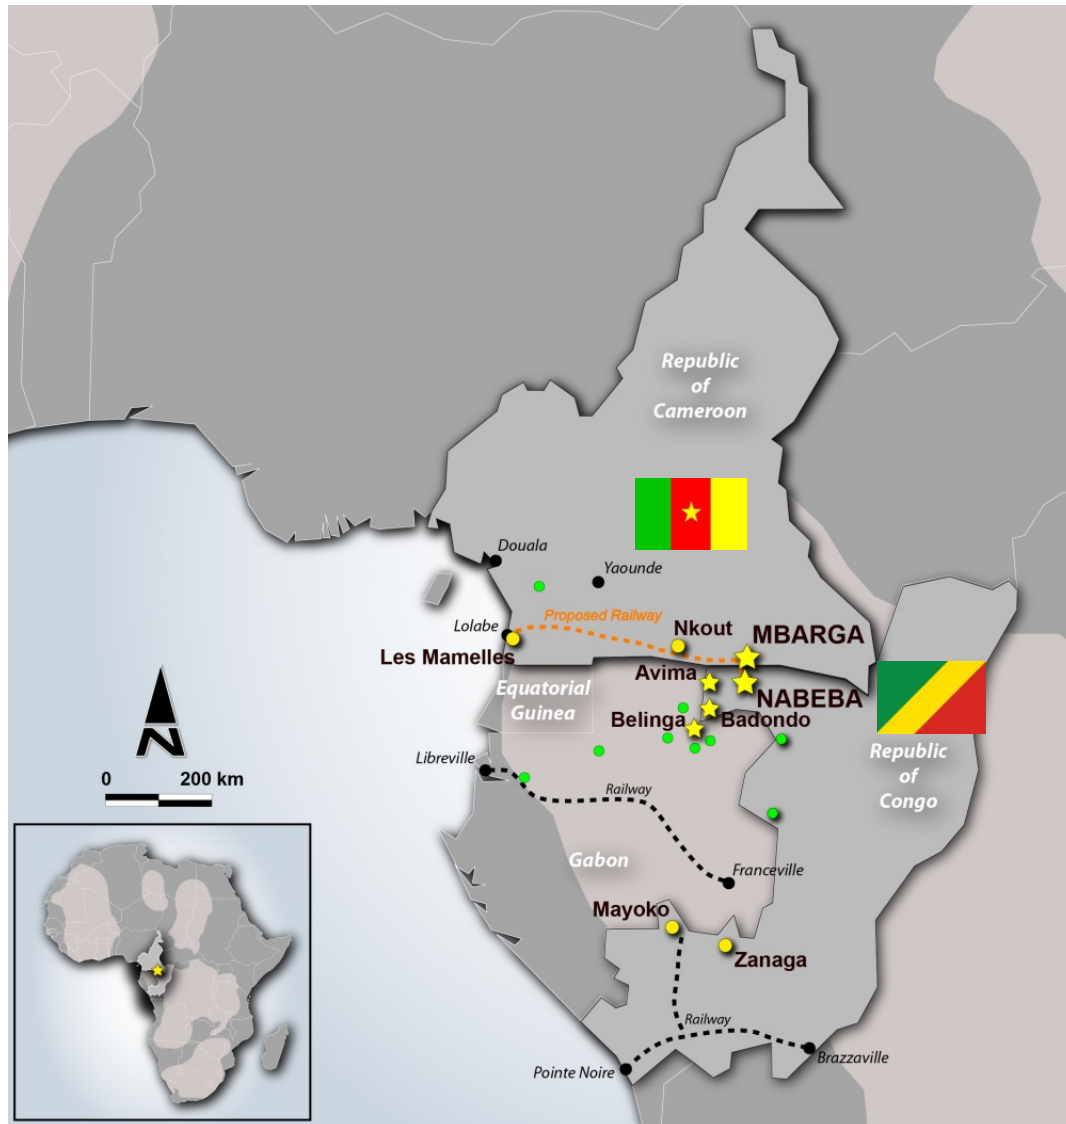 Republic
of
Cameroon
Douala
Yaounde
Proposed Railway
Nkout
Lolabe
MBARGA
Les Mamelles
Avima
Equatorial
Guinea
NABEBA
Belinga
Badondo
Republic
of
Congo
Libreville
N
0 200 km
Railway
Gabon
Franceville
Mayoko
Zanaga
Railway
Brazzaville
Pointe Noire